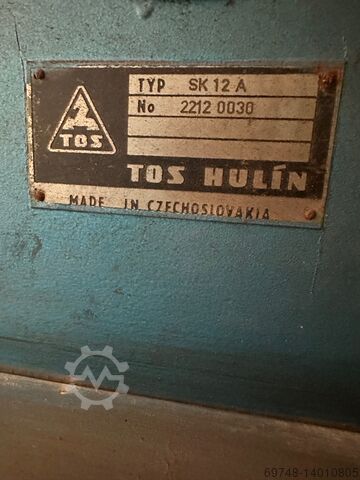 TYP SK 12 A
No 2212 0030
TOS
TOS HULÍN
MADE IN CZECHOSLOVAKIA
69748-14010805